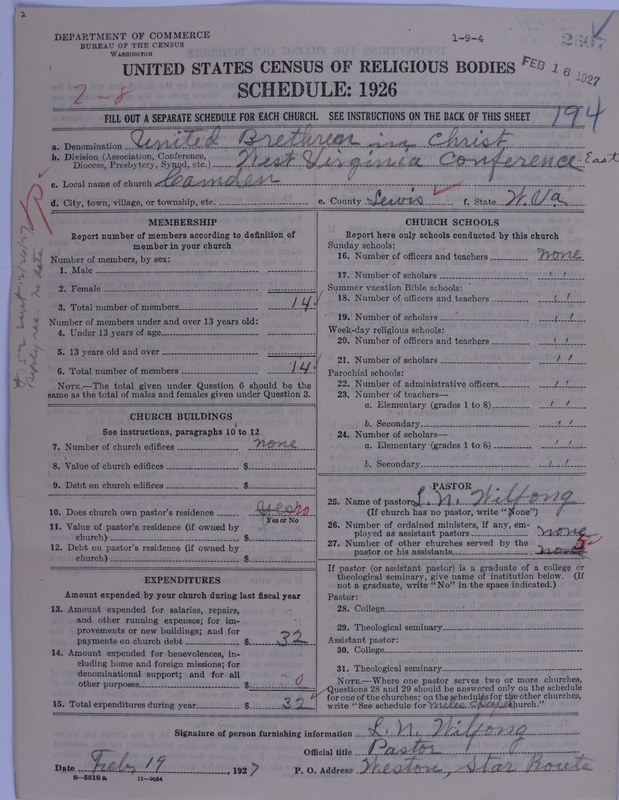 2
DEPARTMENT OF COMMERCE
BUREAU OF THE CENSUS
WASHINGTON
1-9-4
2607
FEB 16 1927
UNITED STATES CENSUS OF RELIGIOUS BODIES
SCHEDULE: 1926
2-8
FILL OUT A SEPARATE SCHEDULE FOR EACH CHURCH. SEE INSTRUCTIONS ON THE BACK OF THIS SHEET
194
a. Denomination United Brethren in Christ
b. Division (Association, Conference, Diocese, Presbytery, Synod, etc.) West Virginia Conference East
c. Local name of church Camden
d. City, town, village, or township, etc. e. County Lewis f. State W. Va.
MEMBERSHIP
Report number of members according to definition of
member in your church
Number of members, by sex:
1. Male
2. Female
3. Total number of members 14
Number of members under and over 13 years old:
4. Under 13 years of age
5. 13 years old and over
6. Total number of members 14
NOTE.—The total given under Question 6 should be the
same as the total of males and females given under Question 3.
CHURCH BUILDINGS
See instructions, paragraphs 10 to 12
7. Number of church edifices none
8. Value of church edifices $
9. Debt on church edifices $
10. Does church own pastor's residence Yes no
Yes or No
11. Value of pastor's residence (if owned by
church) $
12. Debt on pastor's residence (if owned by
church) $
EXPENDITURES
Amount expended by your church during last fiscal year
13. Amount expended for salaries, repairs,
and other running expenses; for im-
provements or new buildings; and for
payments on church debt $ 32
14. Amount expended for benevolences, in-
cluding home and foreign missions; for
denominational support; and for all
other purposes $ 0
15. Total expenditures during year $ 32
CHURCH SCHOOLS
Report here only schools conducted by this church
Sunday schools:
16. Number of officers and teachers none
17. Number of scholars " "
Summer vacation Bible schools:
18. Number of officers and teachers " "
19. Number of scholars " "
Week-day religious schools:
20. Number of officers and teachers " "
21. Number of scholars " "
Parochial schools:
22. Number of administrative officers " "
23. Number of teachers—
a. Elementary (grades 1 to 8) " "
b. Secondary " "
24. Number of scholars—
a. Elementary (grades 1 to 8) " "
b. Secondary " "
PASTOR
25. Name of pastor L. N. Wilfong
(If church has no pastor, write "None")
26. Number of ordained ministers, if any, em-
ployed as assistant pastors none
27. Number of other churches served by the
pastor or his assistants none 5
If pastor (or assistant pastor) is a graduate of a college or
theological seminary, give name of institution below. (If
not a graduate, write "No" in the space indicated.)
Pastor:
28. College
29. Theological seminary
Assistant pastor:
30. College
31. Theological seminary
NOTE.—Where one pastor serves two or more churches,
Questions 28 and 29 should be answered only on the schedule
for one of the churches; on the schedules for the other churches,
write "See schedule for church."
Signature of person furnishing information L. N. Wilfong
Official title Pastor
Date Feb, 19, 1927 P. O. Address Weston, Star Route
8-5518 a 11-9054